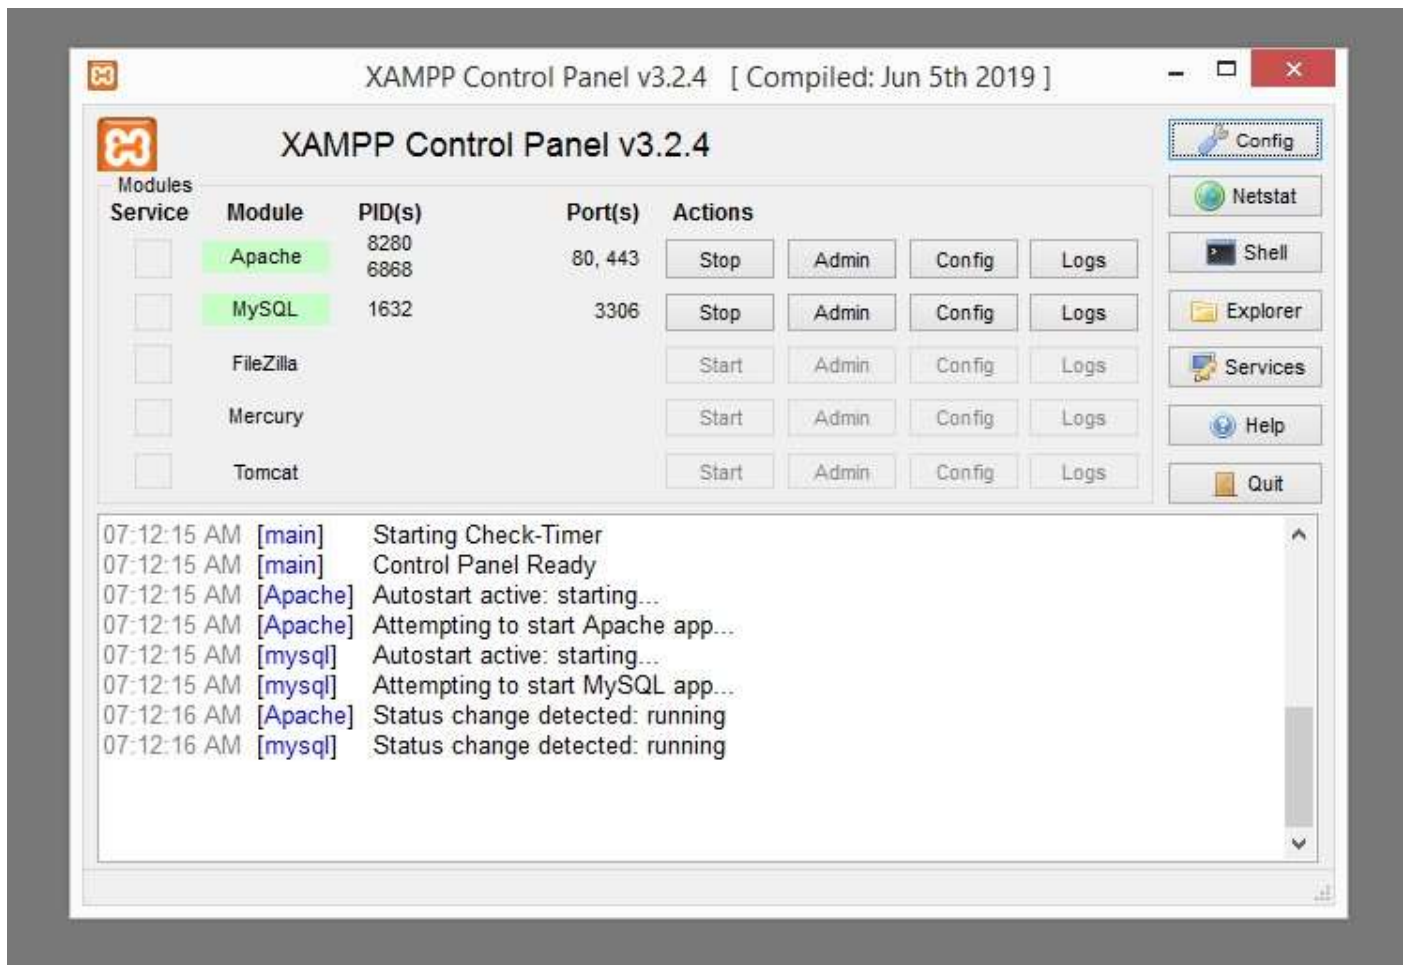 XAMPP Control Panel v3.2.4 [ Compiled: Jun 5th 2019 ]
XAMPP Control Panel v3.2.4
Config
Modules
Service Module PID(s) Port(s) Actions
Netstat
Apache 8280 6868 80, 443 Stop Admin Config Logs
Shell
MySQL 1632 3306 Stop Admin Config Logs
Explorer
FileZilla Start Admin Config Logs
Services
Mercury Start Admin Config Logs
Help
Tomcat Start Admin Config Logs
Quit
07:12:15 AM [main] Starting Check-Timer
07:12:15 AM [main] Control Panel Ready
07:12:15 AM [Apache] Autostart active: starting...
07:12:15 AM [Apache] Attempting to start Apache app...
07:12:15 AM [mysql] Autostart active: starting...
07:12:15 AM [mysql] Attempting to start MySQL app...
07:12:16 AM [Apache] Status change detected: running
07:12:16 AM [mysql] Status change detected: running